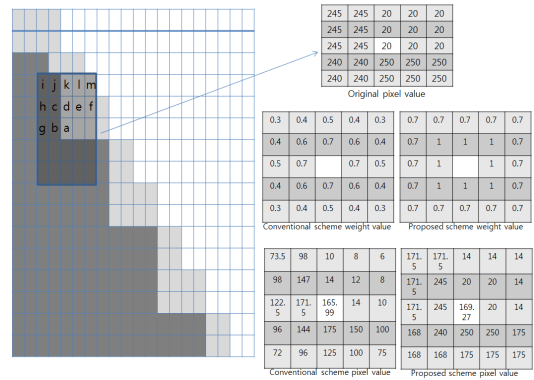 i j k l m
h c d e f
g b a
245 245 20 20 20
245 245 20 20 20
245 245 20 20 20
240 240 250 250 250
240 240 250 250 250
Original pixel value
0.3 0.4 0.5 0.4 0.3
0.4 0.6 0.7 0.6 0.4
0.5 0.7 0.7 0.5
0.4 0.6 0.7 0.6 0.4
0.3 0.4 0.5 0.4 0.3
Conventional scheme weight value
0.7 0.7 0.7 0.7 0.7
0.7 1 1 1 0.7
0.7 1 1 0.7
0.7 1 1 1 0.7
0.7 0.7 0.7 0.7 0.7
Proposed scheme weight value
73.5 98 10 8 6
98 147 14 12 8
122.5 171.5 165.99 14 10
96 144 175 150 100
72 96 125 100 75
Conventional scheme pixel value
171.5 171.5 14 14 14
171.5 245 20 20 14
171.5 245 169.27 20 14
168 240 250 250 175
168 168 175 175 175
Proposed scheme pixel value